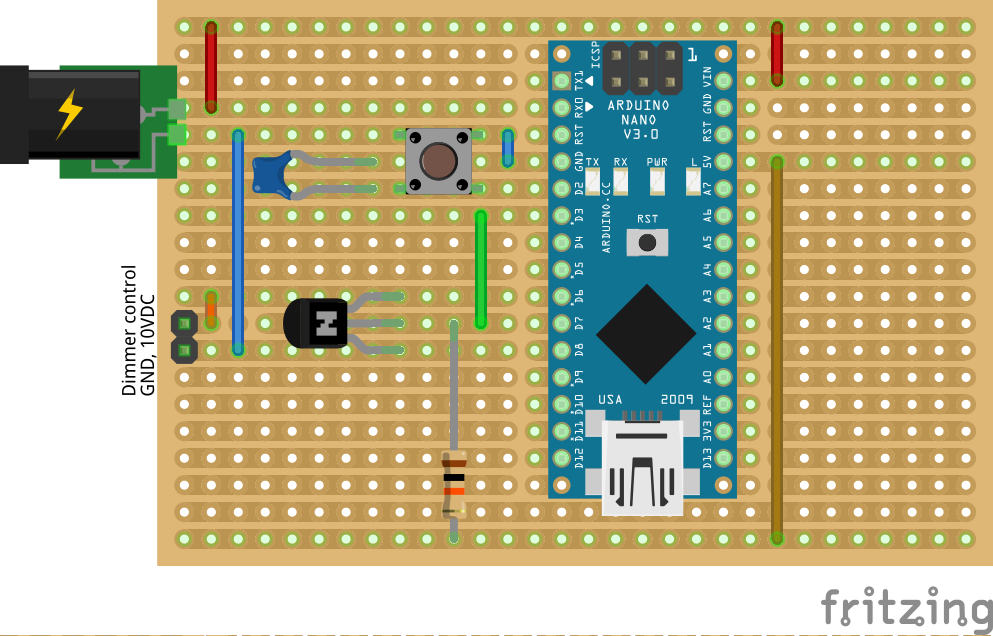 Dimmer control
GND, 10VDC
ICSP
1
ARDUINO
NANO
V3.0
TX1
RX0
RST
GND
D2
D3
D4
D5
D6
D7
D8
D9
D10
D11
D12
VIN
GND
RST
5V
A7
A6
A5
A4
A3
A2
A1
A0
REF
3V3
D13
TX RX PWR L
ARDUINO.CC
RST
N
USA 2009
fritzing